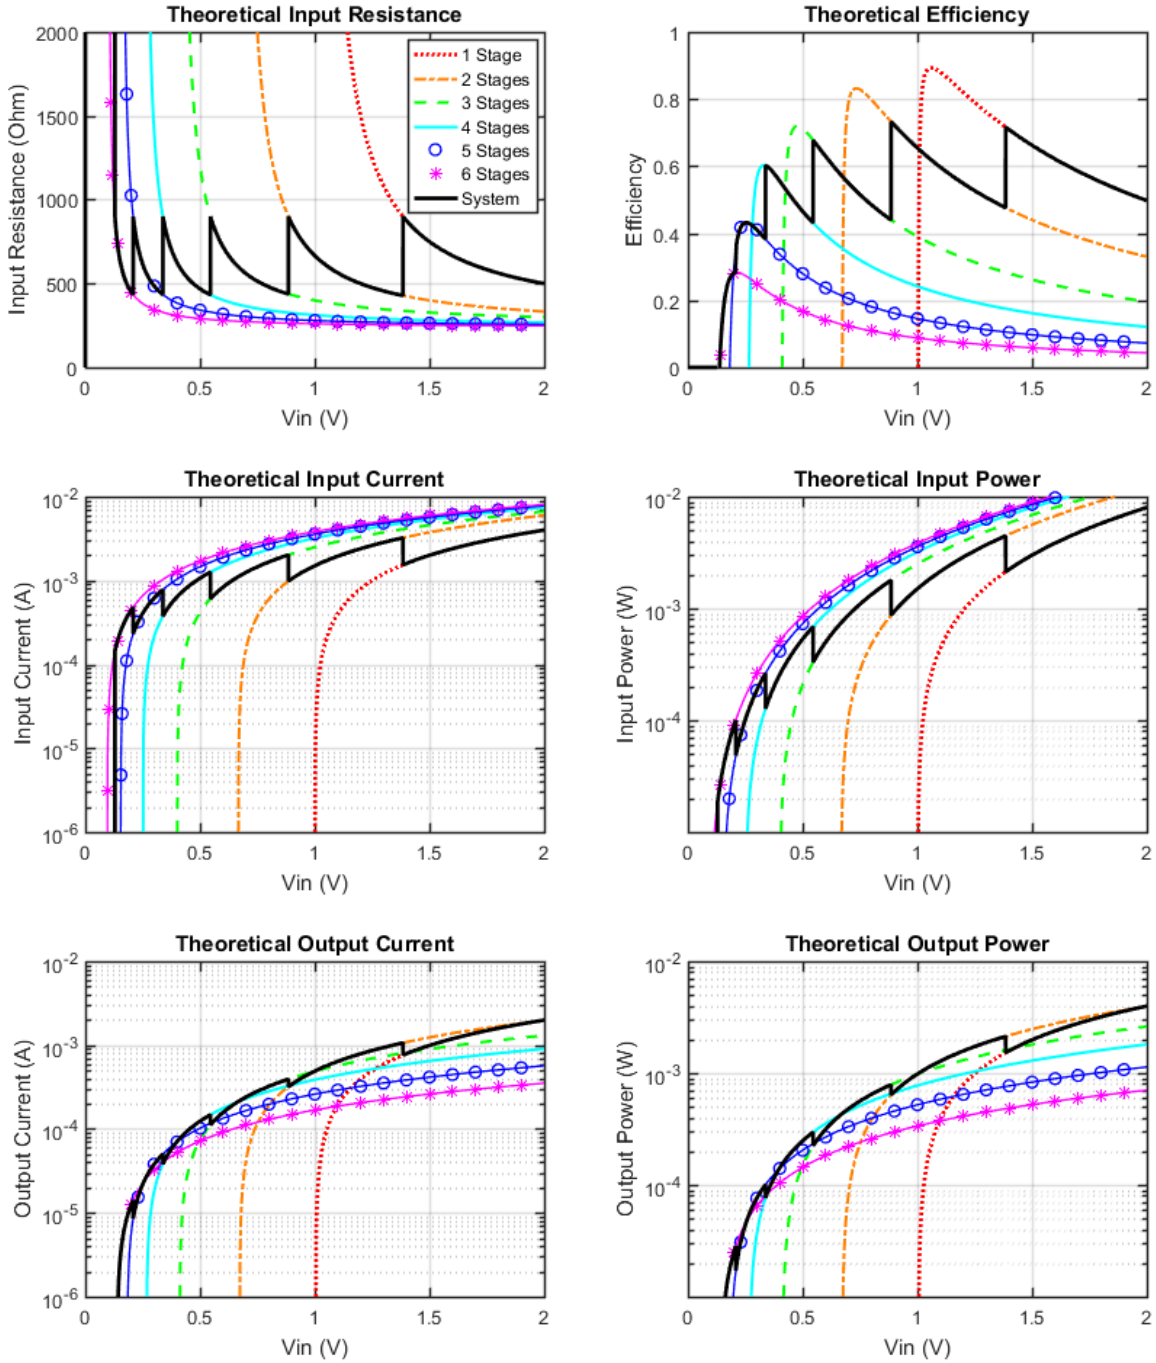 Theoretical Input Resistance
2000
1500
1000
500
0
Input Resistance (Ohm)
1 Stage
2 Stages
3 Stages
4 Stages
5 Stages
6 Stages
System
0 0.5 1 1.5 2
Vin (V)
Theoretical Efficiency
1
0.8
0.6
0.4
0.2
0
Efficiency
0 0.5 1 1.5 2
Vin (V)
Theoretical Input Current
10^-2
10^-3
10^-4
10^-5
10^-6
Input Current (A)
0 0.5 1 1.5 2
Vin (V)
Theoretical Input Power
10^-2
10^-3
10^-4
Input Power (W)
0 0.5 1 1.5 2
Vin (V)
Theoretical Output Current
10^-2
10^-3
10^-4
10^-5
10^-6
Output Current (A)
0 0.5 1 1.5 2
Vin (V)
Theoretical Output Power
10^-2
10^-3
10^-4
Output Power (W)
0 0.5 1 1.5 2
Vin (V)